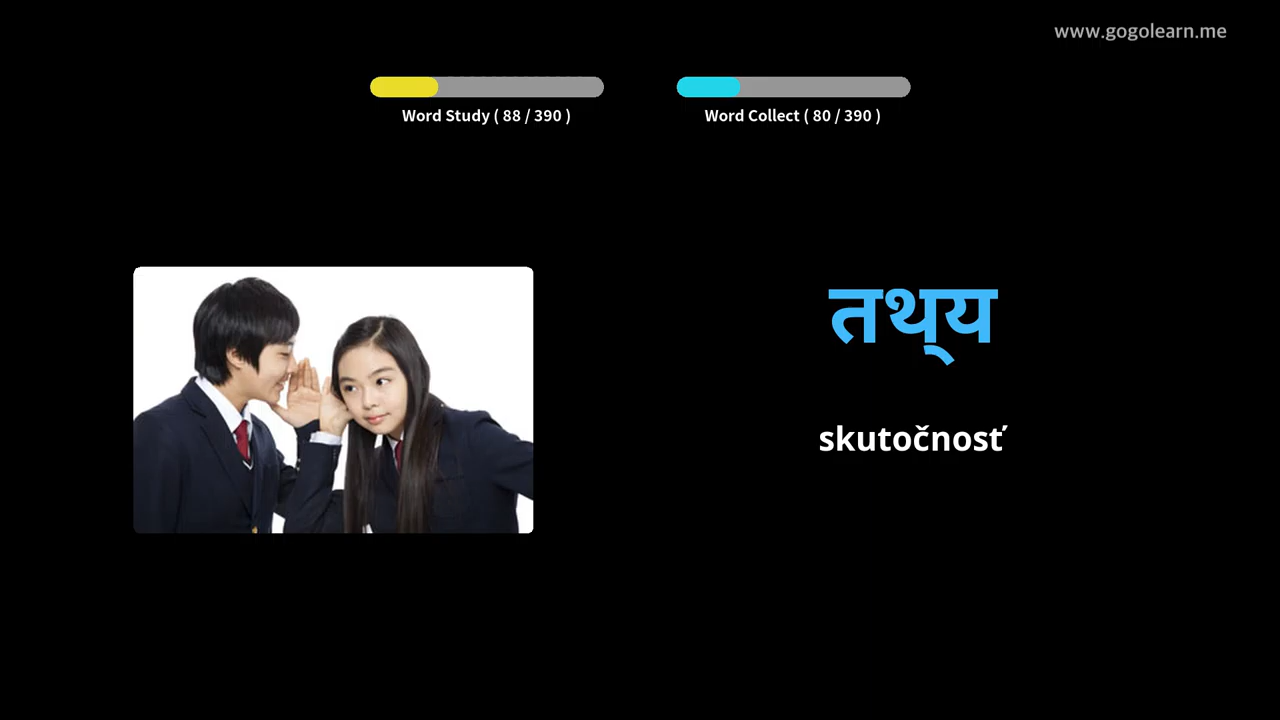 www.gogolearn.me
Word Study ( 88 / 390 )
Word Collect ( 80 / 390 )
तथ्‌य
skutočnosť